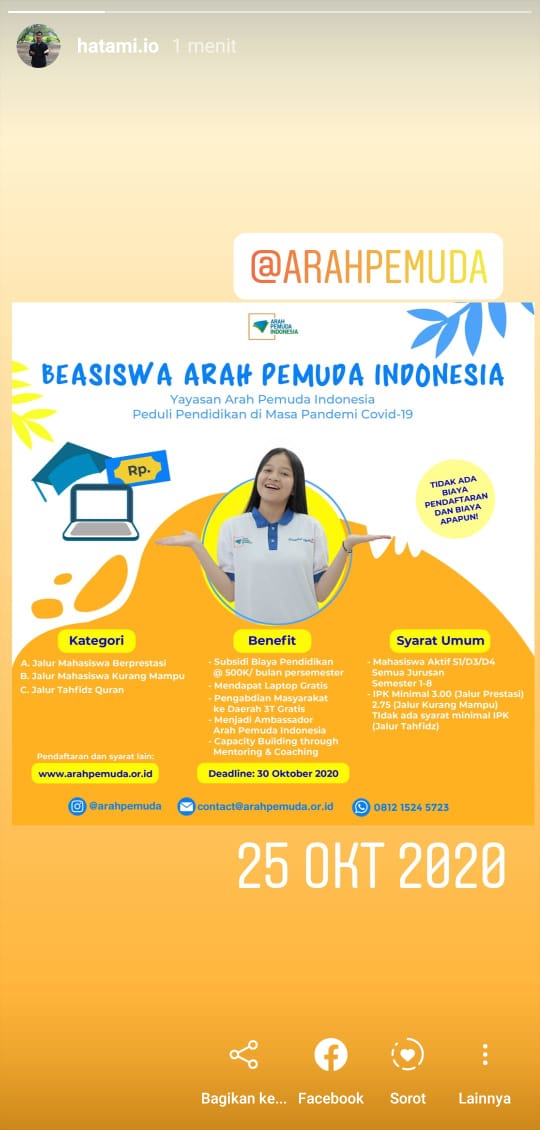 hatami.io 1 menit
@ARAHPEMUDA
ARAH
PEMUDA
INDONESIA
BEASISWA ARAH PEMUDA INDONESIA
Yayasan Arah Pemuda Indonesia
Peduli Pendidikan di Masa Pandemi Covid-19
Rp.
TIDAK ADA
BIAYA
PENDAFTARAN
DAN BIAYA
APAPUN!
Kategori
A. Jalur Mahasiswa Berprestasi
B. Jalur Mahasiswa Kurang Mampu
C. Jalur Tahfidz Quran
Benefit
- Subsidi Biaya Pendidikan
@ 500K/ bulan persemester
- Mendapat Laptop Gratis
- Pengabdian Masyarakat
ke Daerah 3T Gratis
- Menjadi Ambassador
Arah Pemuda Indonesia
- Capacity Building through
Mentoring & Coaching
Syarat Umum
- Mahasiswa Aktif S1/D3/D4
Semua Jurusan
Semester 1-8
- IPK Minimal 3.00 (Jalur Prestasi)
2.75 (Jalur Kurang Mampu)
Tidak ada syarat minimal IPK
(Jalur Tahfidz)
Pendaftaran dan syarat lain:
www.arahpemuda.or.id
Deadline: 30 Oktober 2020
@arahpemuda
contact@arahpemuda.or.id
0812 1524 5723
25 OKT 2020
Bagikan ke... Facebook Sorot Lainnya